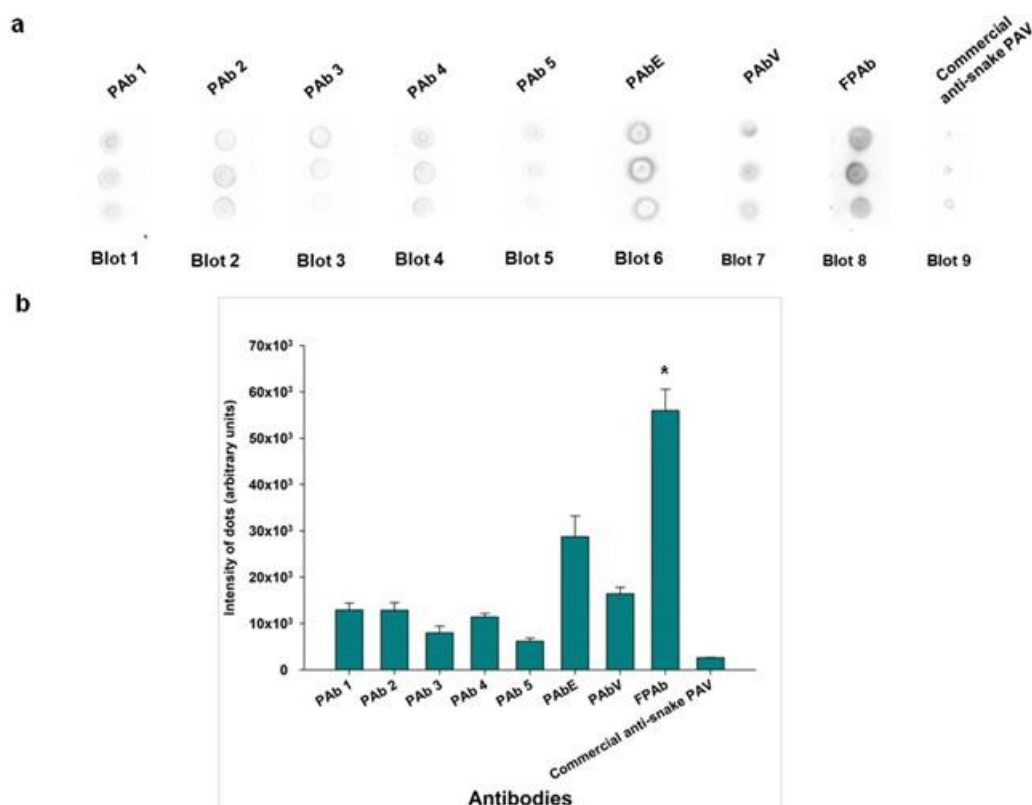 a
PAb 1 PAb 2 PAb 3 PAb 4 PAb 5 PAbE PAbV FPAb Commercial anti-snake PAV
Blot 1 Blot 2 Blot 3 Blot 4 Blot 5 Blot 6 Blot 7 Blot 8 Blot 9
b
Intensity of dots (arbitrary units)
70x10³
60x10³
50x10³
40x10³
30x10³
20x10³
10x10³
0
*
PAb 1 PAb 2 PAb 3 PAb 4 PAb 5 PAbE PAbV FPAb Commercial anti-snake PAV
Antibodies